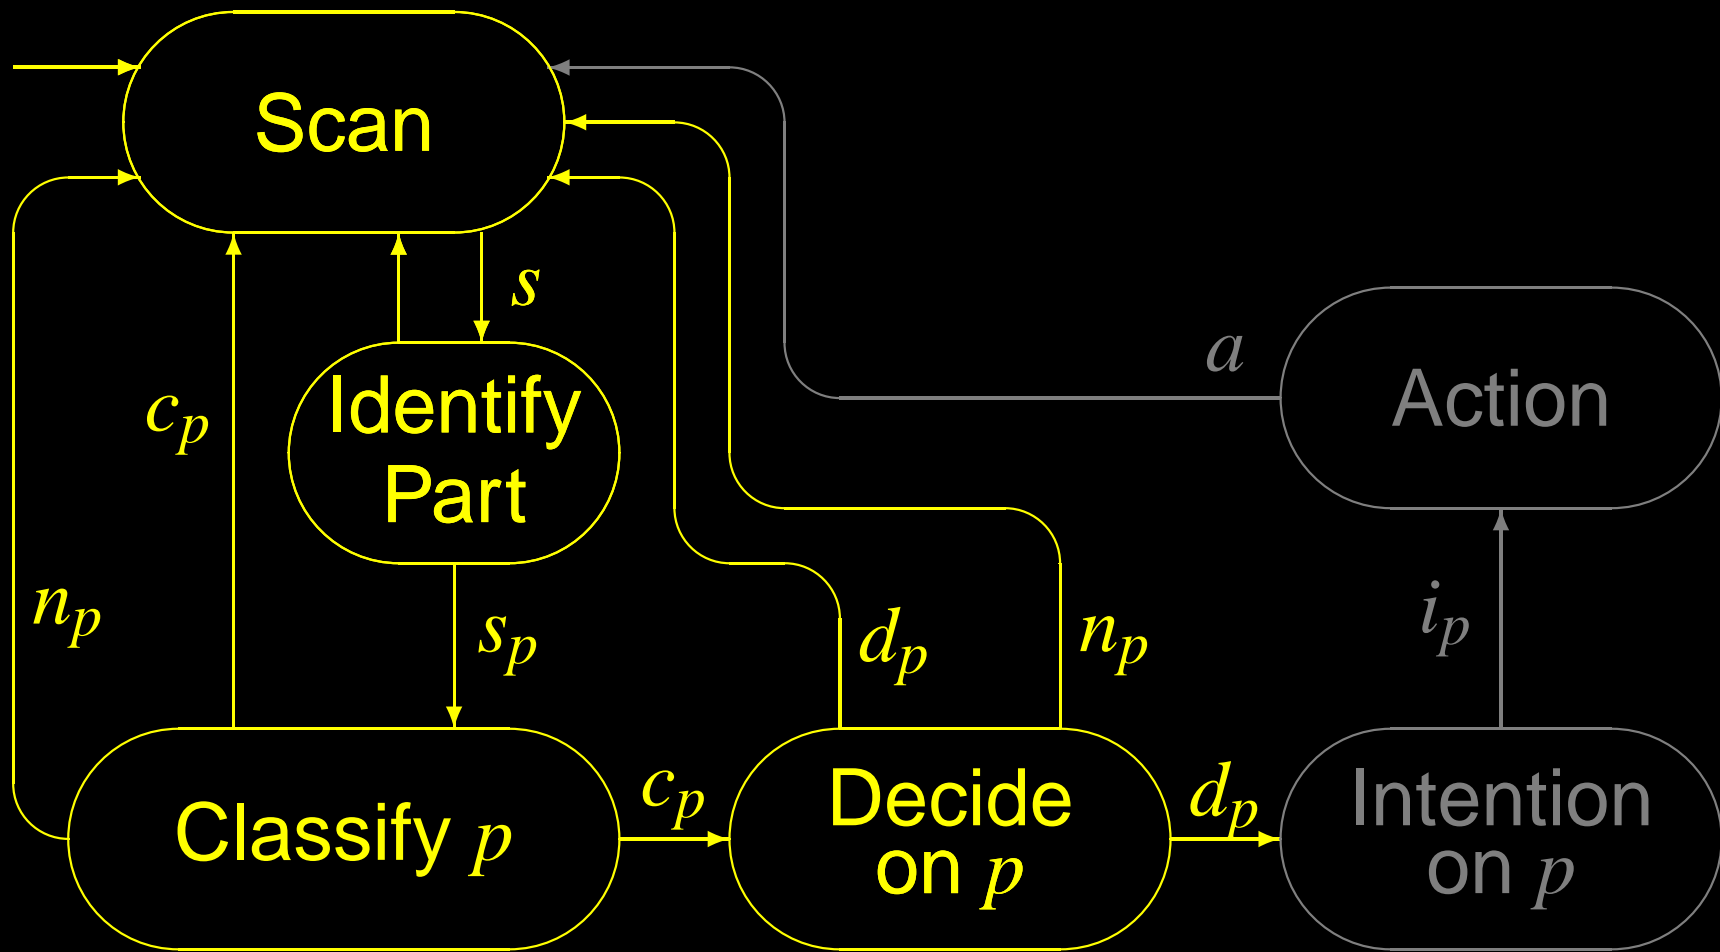 Scan
s
a
Action
Identify
Part
c_p
n_p
s_p
d_p
n_p
i_p
Classify p
c_p
Decide
on p
d_p
Intention
on p